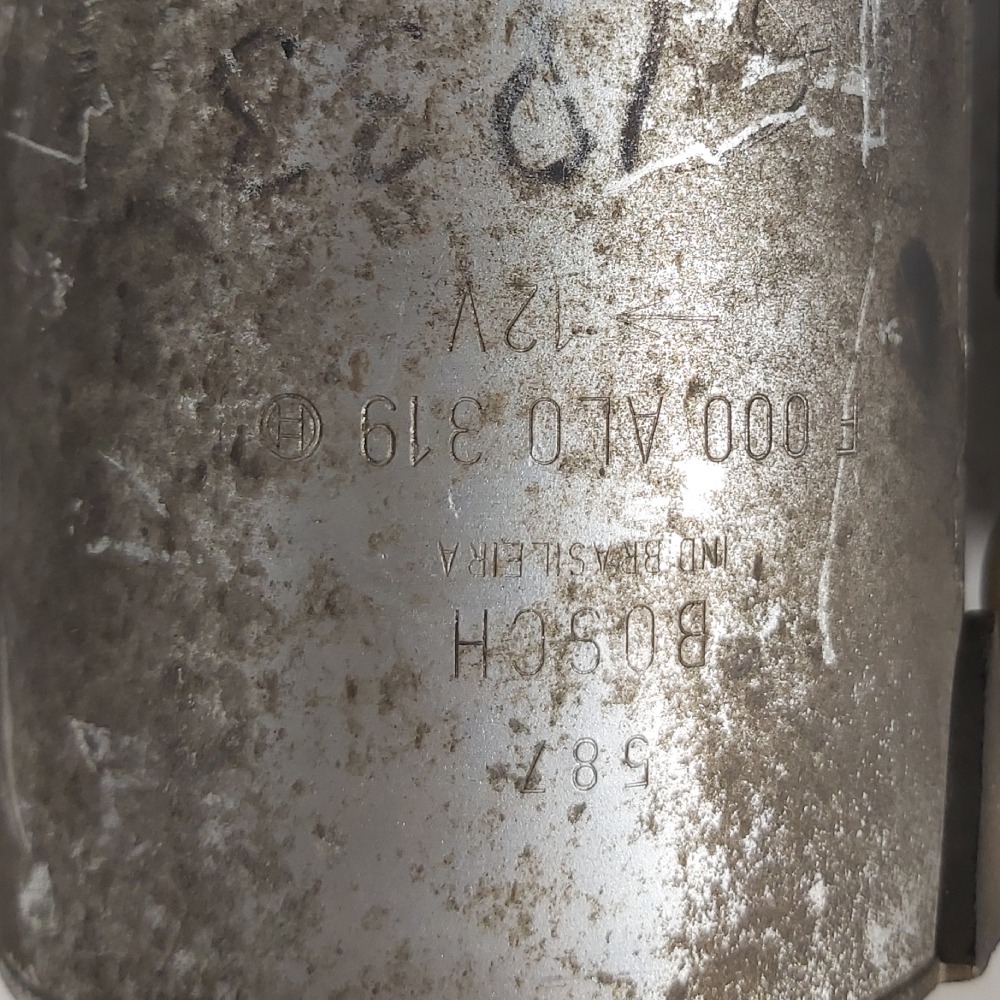 587
BOSCH
IND.BRASILEIRA
F 000 AL0 319 Ⓗ
→ 12V